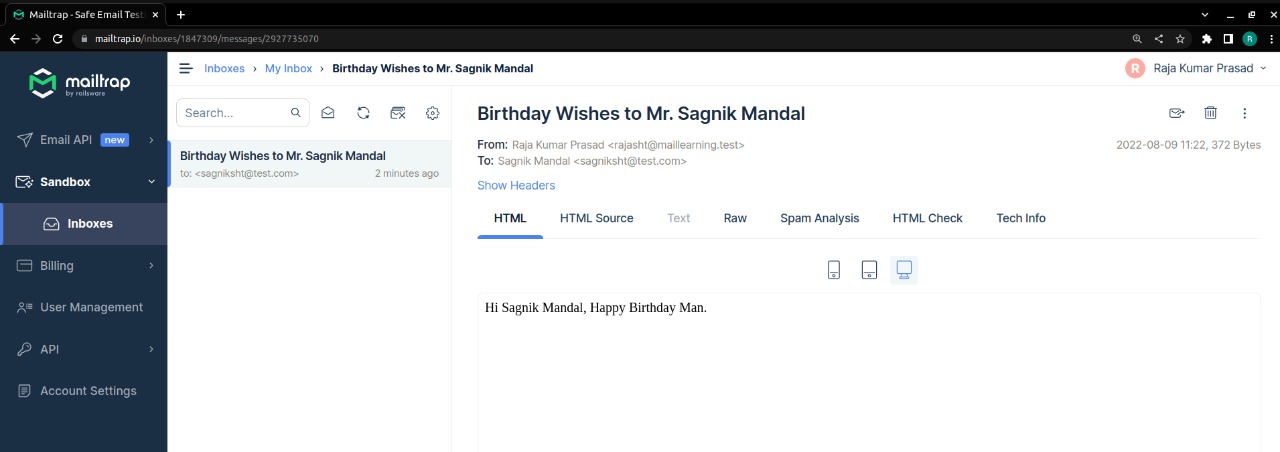 Mailtrap - Safe Email Test
mailtrap.io/inboxes/1847309/messages/2927735070
R
mailtrap
by railsware
Email API new
Sandbox
Inboxes
Billing
User Management
API
Account Settings
Inboxes › My Inbox › Birthday Wishes to Mr. Sagnik Mandal
R Raja Kumar Prasad
Search...
Birthday Wishes to Mr. Sagnik Mandal
to: <sagniksht@test.com> 2 minutes ago
Birthday Wishes to Mr. Sagnik Mandal
From: Raja Kumar Prasad <rajasht@maillearning.test> 2022-08-09 11:22, 372 Bytes
To: Sagnik Mandal <sagniksht@test.com>
Show Headers
HTML HTML Source Text Raw Spam Analysis HTML Check Tech Info
Hi Sagnik Mandal, Happy Birthday Man.